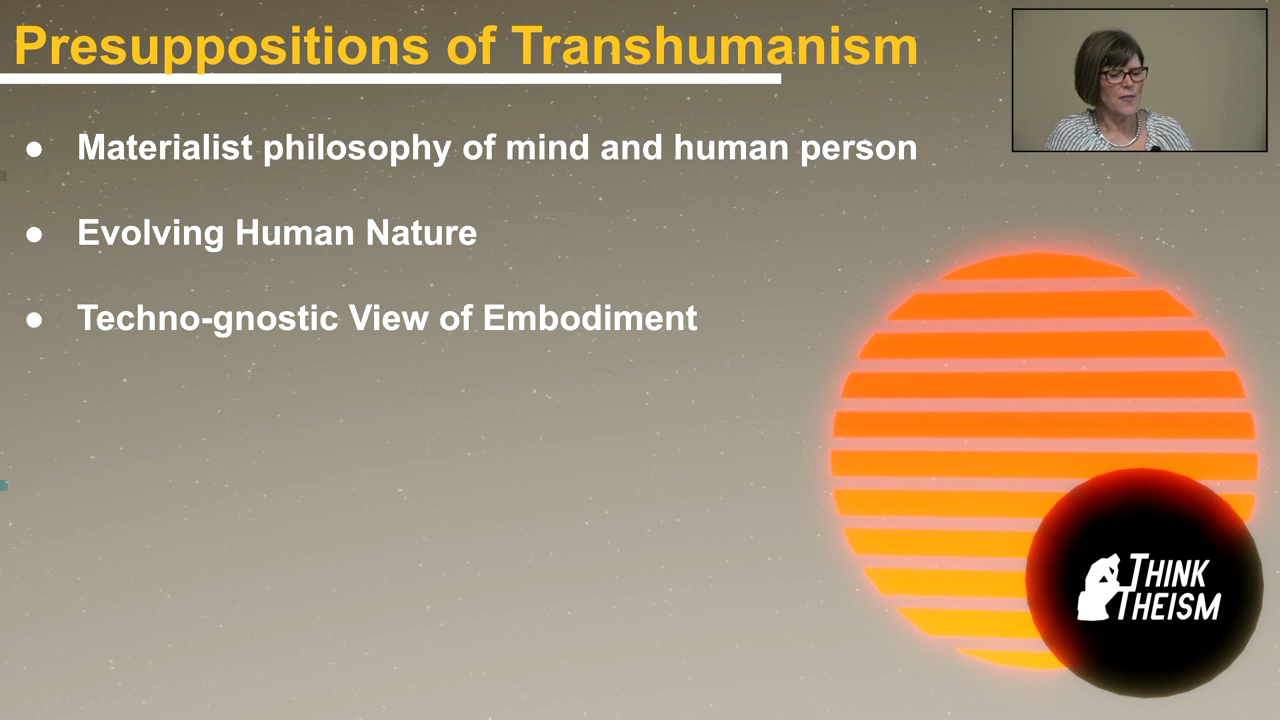 Presuppositions of Transhumanism
● Materialist philosophy of mind and human person
● Evolving Human Nature
● Techno-gnostic View of Embodiment
THINK
THEISM